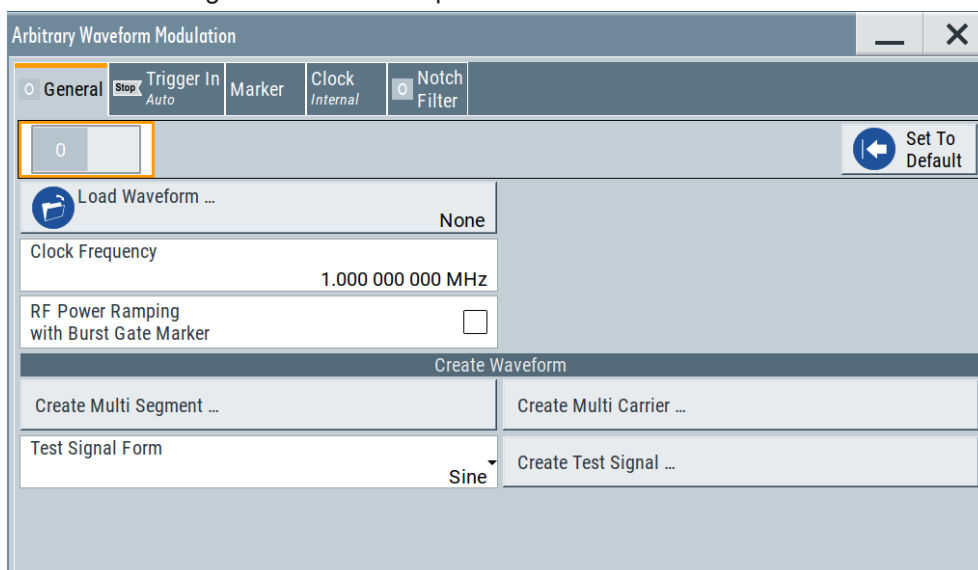 Arbitrary Waveform Modulation
0 General
Stop
Trigger In
Auto
Marker
Clock
Internal
0 Notch
Filter
0
Set To
Default
Load Waveform ...
None
Clock Frequency
1.000 000 000 MHz
RF Power Ramping
with Burst Gate Marker
Create Waveform
Create Multi Segment ...
Create Multi Carrier ...
Test Signal Form
Sine
Create Test Signal ...